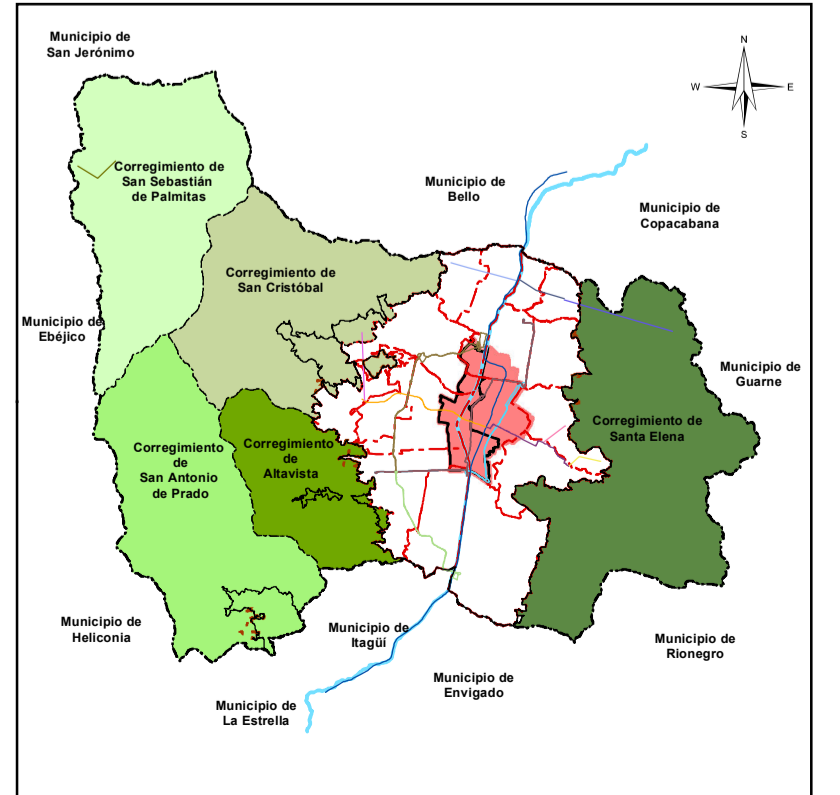 Municipio de
San Jerónimo
N
W
E
S
Corregimiento de
San Sebastián
de Palmitas
Municipio de
Bello
Municipio de
Copacabana
Corregimiento de
San Cristóbal
Municipio de
Ebéjico
Municipio de
Guarne
Corregimiento de
Santa Elena
Corregimiento
de
San Antonio
de Prado
Corregimiento
de
Altavista
Municipio de
Heliconia
Municipio de
Itagüí
Municipio de
Rionegro
Municipio de
Envigado
Municipio de
La Estrella